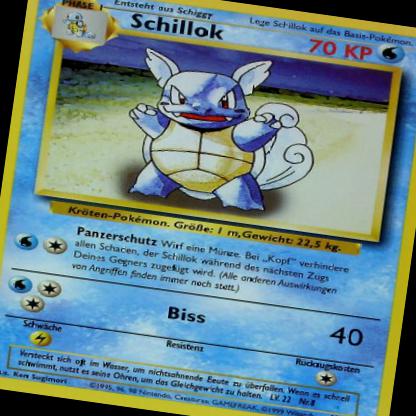 PHASE 1
Entsteht aus Schiggy
Lege Schillok auf das Basis-Pokémon.
Schillok
70 KP
Kröten-Pokémon. Größe: 1 m, Gewicht: 22,5 kg.
Panzerschutz Wirf eine Münze. Bei „Kopf" verhindere
allen Schaden, der Schillok während des nächsten Zugs
Deines Gegners zugefügt wird. (Alle anderen Auswirkungen
von Angriffen finden immer noch statt.)
Biss 40
Schwäche
Resistenz
Rückzugskosten
Versteckt sich oft im Wasser, um nichtsahnende Beute zu überfallen. Wenn es schnell
schwimmt, nutzt es seine Ohren, um das Gleichgewicht zu halten. LV. 22 Nr. 8
Ken Sugimori
©1995, 96, 98 Nintendo, Creatures, GAMEFREAK. ©1999 Wizards